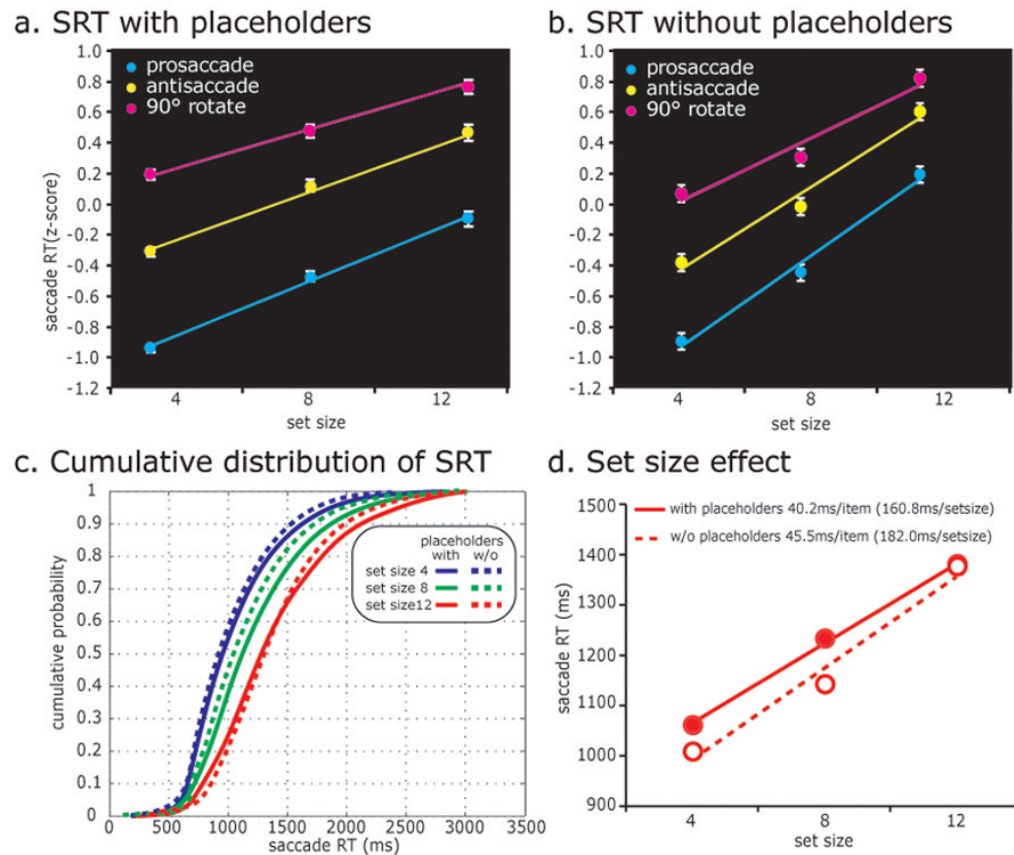 a. SRT with placeholders
1.0
0.8
0.6
0.4
0.2
0.0
-0.2
-0.4
-0.6
-0.8
-1.0
-1.2
saccade RT(z-score)
prosaccade
antisaccade
90° rotate
4 8 12
set size
b. SRT without placeholders
1.0
0.8
0.6
0.4
0.2
0.0
-0.2
-0.4
-0.6
-0.8
-1.0
-1.2
prosaccade
antisaccade
90° rotate
4 8 12
set size
c. Cumulative distribution of SRT
1
0.9
0.8
0.7
0.6
0.5
0.4
0.3
0.2
0.1
0
cumulative probability
placeholders
with w/o
set size 4
set size 8
set size12
0 500 1000 1500 2000 2500 3000 3500
saccade RT (ms)
d. Set size effect
1500
1400
1300
1200
1100
1000
900
saccade RT (ms)
with placeholders 40.2ms/item (160.8ms/setsize)
w/o placeholders 45.5ms/item (182.0ms/setsize)
4 8 12
set size